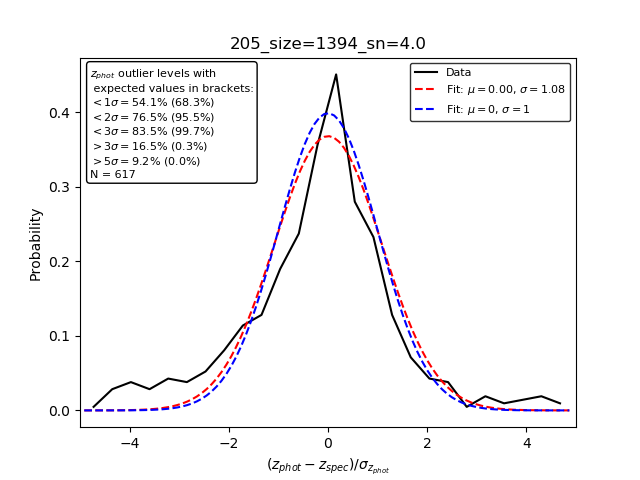 205_size=1394_sn=4.0
z_phot outlier levels with
expected values in brackets:
< 1σ = 54.1% (68.3%)
< 2σ = 76.5% (95.5%)
< 3σ = 83.5% (99.7%)
> 3σ = 16.5% (0.3%)
> 5σ = 9.2% (0.0%)
N = 617
Data
Fit: μ = 0.00, σ = 1.08
Fit: μ = 0, σ = 1
Probability
0.4
0.3
0.2
0.1
0.0
−4 −2 0 2 4
(z_phot − z_spec)/σ_z_phot